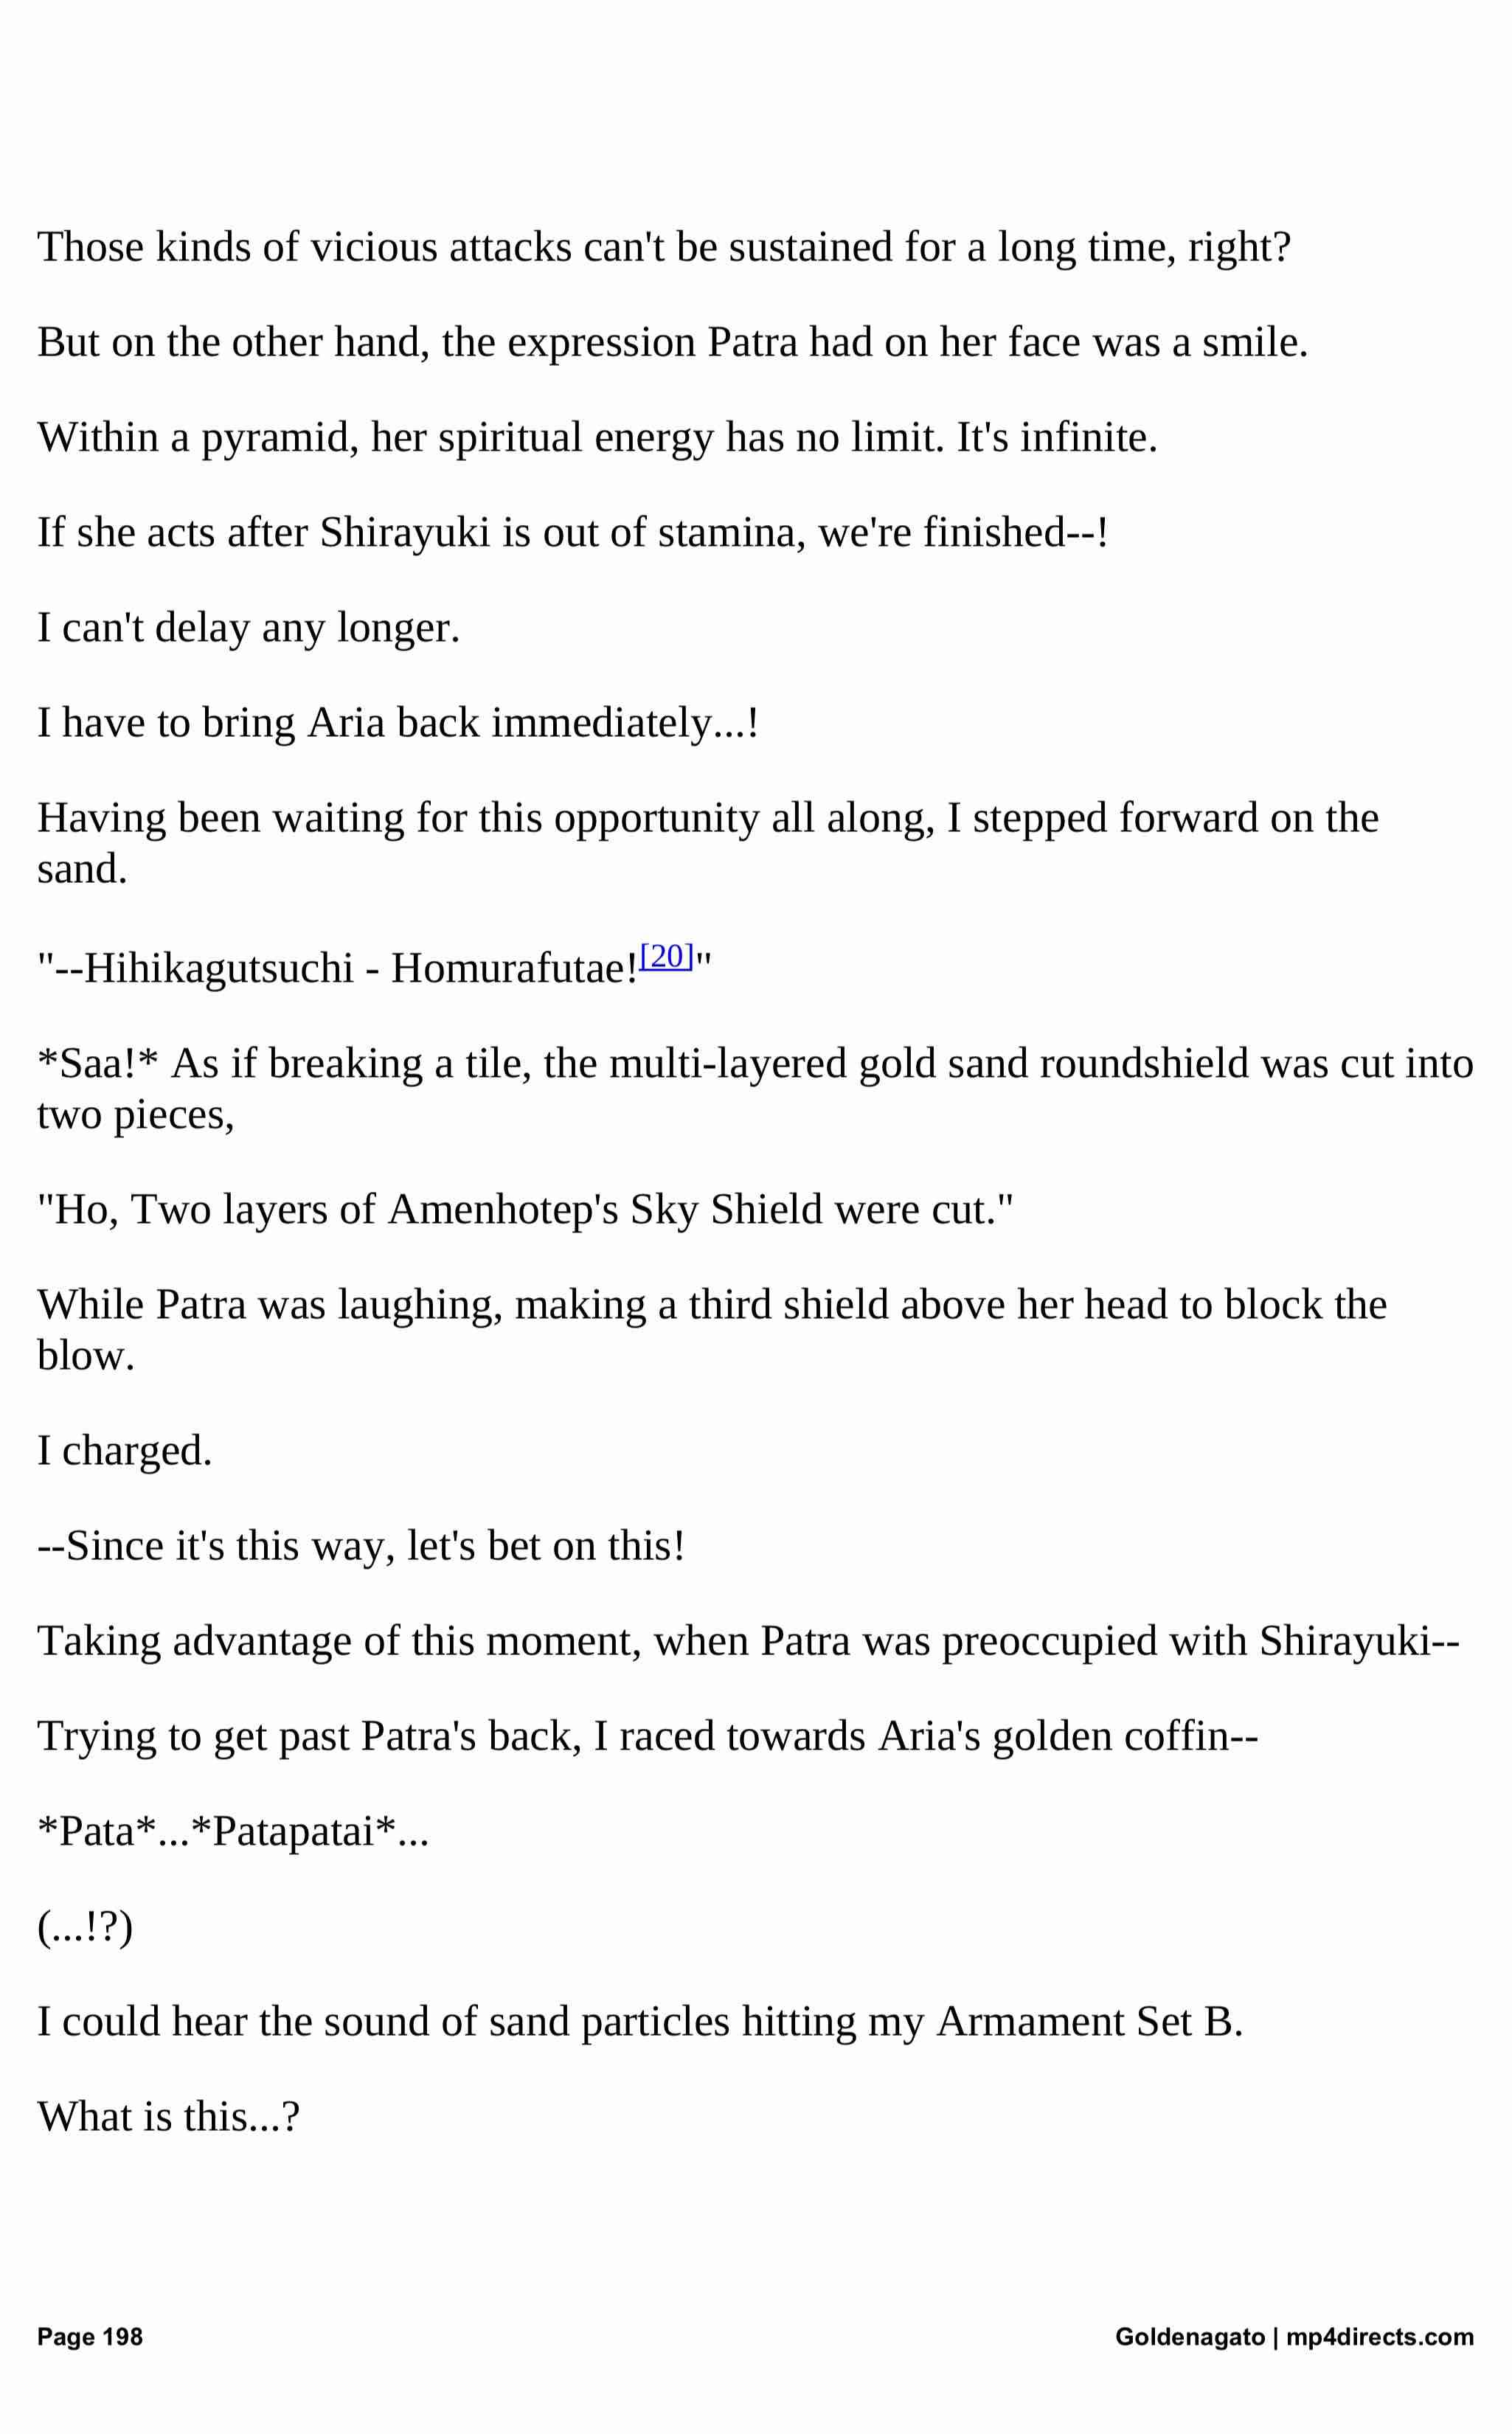 Those kinds of vicious attacks can't be sustained for a long time, right?
But on the other hand, the expression Patra had on her face was a smile.
Within a pyramid, her spiritual energy has no limit. It's infinite.
If she acts after Shirayuki is out of stamina, we're finished--!
I can't delay any longer.
I have to bring Aria back immediately...!
Having been waiting for this opportunity all along, I stepped forward on the
sand.
"--Hihikagutsuchi - Homurafutae![20]"
*Saa!* As if breaking a tile, the multi-layered gold sand roundshield was cut into
two pieces,
"Ho, Two layers of Amenhotep's Sky Shield were cut."
While Patra was laughing, making a third shield above her head to block the
blow.
I charged.
--Since it's this way, let's bet on this!
Taking advantage of this moment, when Patra was preoccupied with Shirayuki--
Trying to get past Patra's back, I raced towards Aria's golden coffin--
*Pata*...*Patapatai*...
(...!?)
I could hear the sound of sand particles hitting my Armament Set B.
What is this...?
Page 198
Goldenagato | mp4directs.com